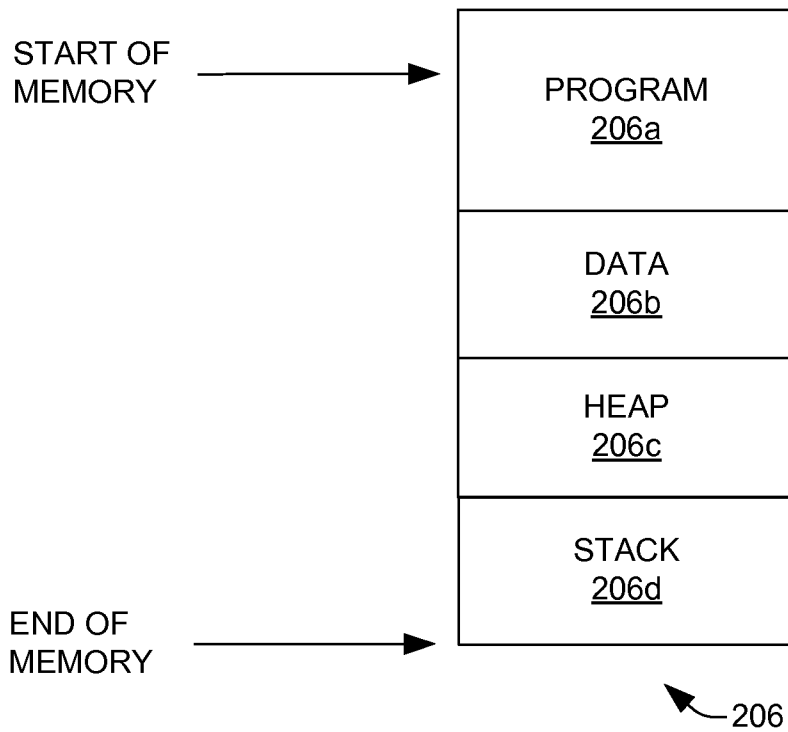 START OF
MEMORY
PROGRAM
206a
DATA
206b
HEAP
206c
STACK
206d
END OF
MEMORY
206